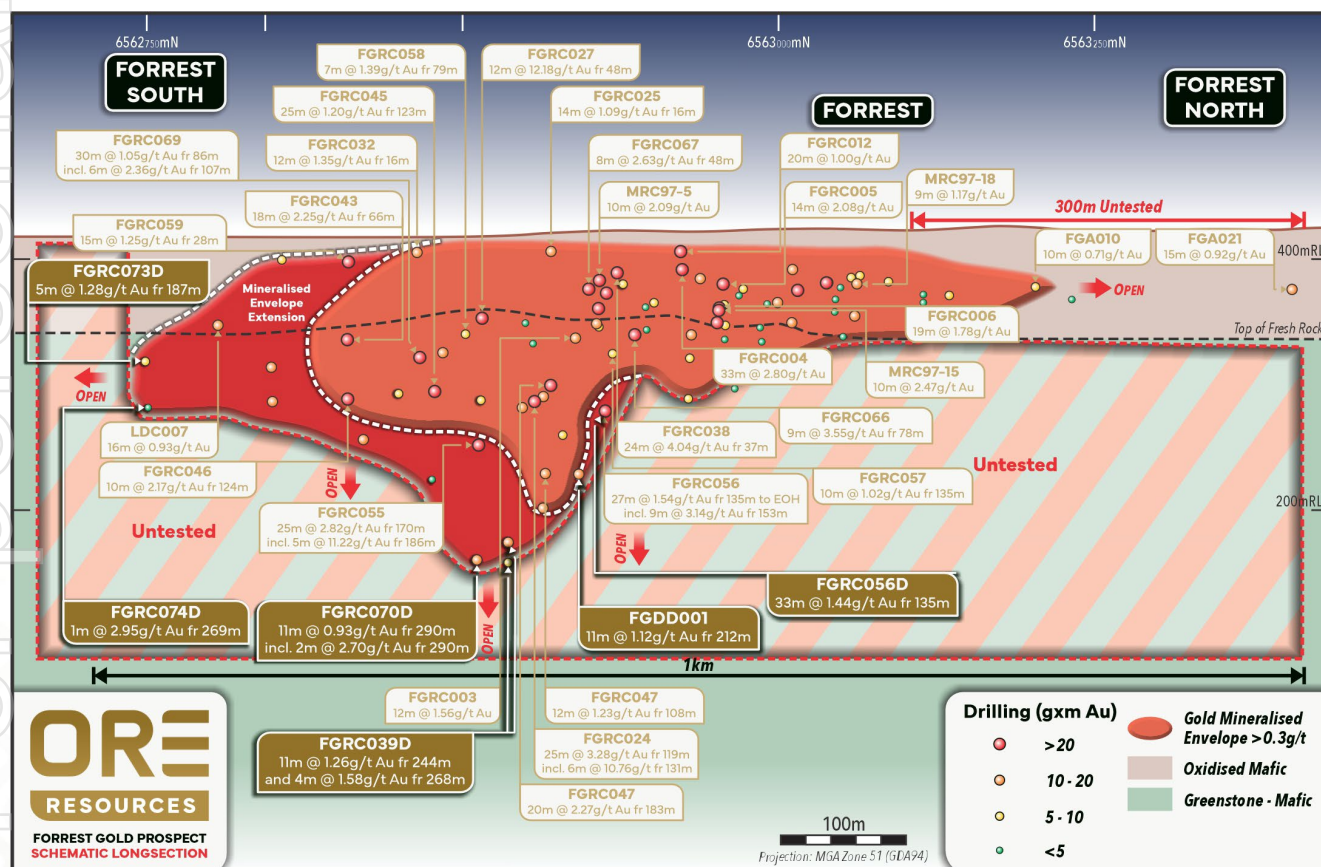 6562750mN
6563000mN
6563250mN
FORREST
SOUTH
FORREST
FORREST
NORTH
FGRC058
7m @ 1.39g/t Au fr 79m
FGRC027
12m @ 12.18g/t Au fr 48m
FGRC045
25m @ 1.20g/t Au fr 123m
FGRC025
14m @ 1.09g/t Au fr 16m
FGRC069
30m @ 1.05g/t Au fr 86m
incl. 6m @ 2.36g/t Au fr 107m
FGRC032
12m @ 1.35g/t Au fr 16m
FGRC067
8m @ 2.63g/t Au fr 48m
FGRC012
20m @ 1.00g/t Au
MRC97-18
9m @ 1.17g/t Au
FGRC043
18m @ 2.25g/t Au fr 66m
MRC97-5
10m @ 2.09g/t Au
FGRC005
14m @ 2.08g/t Au
300m Untested
FGRC059
15m @ 1.25g/t Au fr 28m
FGA010
10m @ 0.71g/t Au
FGA021
15m @ 0.92g/t Au
400mRL
FGRC073D
5m @ 1.28g/t Au fr 187m
Mineralised
Envelope
Extension
OPEN
FGRC006
19m @ 1.78g/t Au
Top of Fresh Rock
FGRC004
33m @ 2.80g/t Au
MRC97-15
10m @ 2.47g/t Au
OPEN
LDC007
16m @ 0.93g/t Au
FGRC038
24m @ 4.04g/t Au fr 37m
FGRC066
9m @ 3.55g/t Au fr 78m
FGRC046
10m @ 2.17g/t Au fr 124m
OPEN
FGRC056
27m @ 1.54g/t Au fr 135m to EOH
incl. 9m @ 3.14g/t Au fr 153m
FGRC057
10m @ 1.02g/t Au fr 135m
Untested
200mRL
Untested
FGRC055
25m @ 2.82g/t Au fr 170m
incl. 5m @ 11.22g/t Au fr 186m
OPEN
FGRC056D
33m @ 1.44g/t Au fr 135m
FGRC074D
1m @ 2.95g/t Au fr 269m
FGRC070D
11m @ 0.93g/t Au fr 290m
incl. 2m @ 2.70g/t Au fr 290m
OPEN
FGDD001
11m @ 1.12g/t Au fr 212m
1km
FGRC003
12m @ 1.56g/t Au
FGRC047
12m @ 1.23g/t Au fr 108m
FGRC039D
11m @ 1.26g/t Au fr 244m
and 4m @ 1.58g/t Au fr 268m
FGRC024
25m @ 3.28g/t Au fr 119m
incl. 6m @ 10.76g/t fr 131m
FGRC047
20m @ 2.27g/t Au fr 183m
ORE
RESOURCES
FORREST GOLD PROSPECT
SCHEMATIC LONGSECTION
100m
Projection: MGA Zone 51 (GDA94)
Drilling (gxm Au)
>20
10 - 20
5 - 10
<5
Gold Mineralised
Envelope >0.3g/t
Oxidised Mafic
Greenstone - Mafic